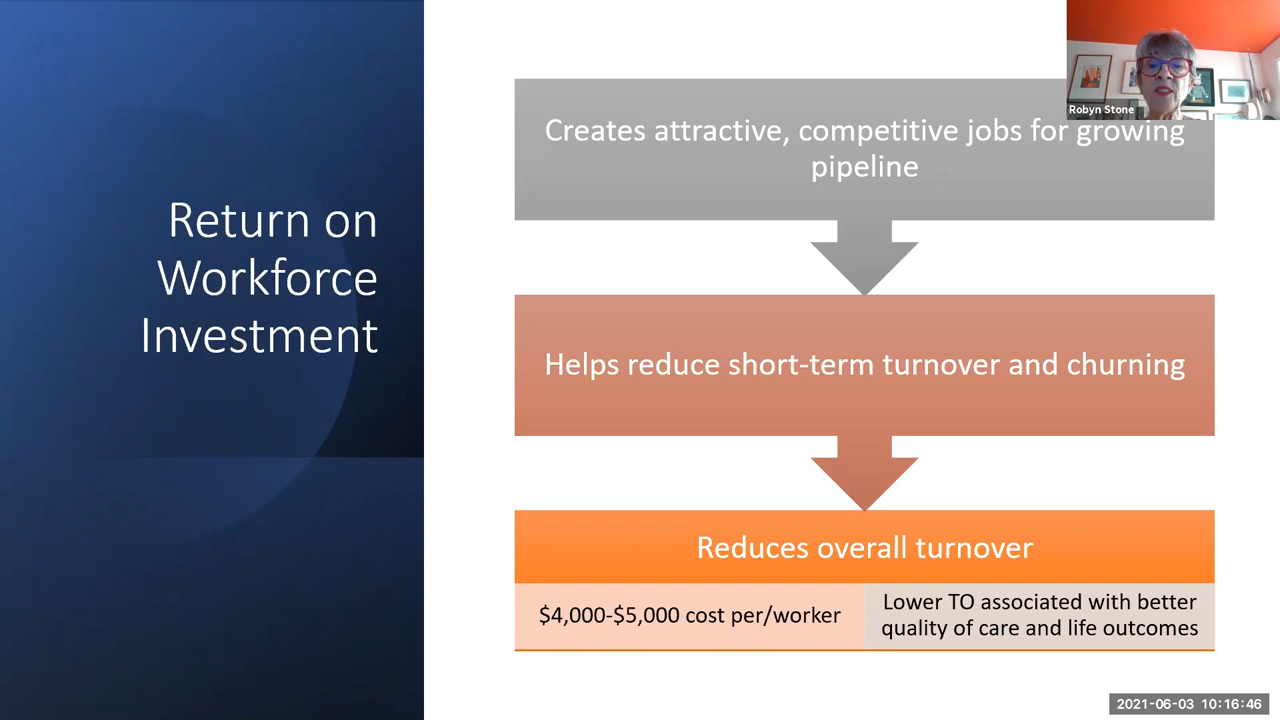 Return on
Workforce
Investment
Robyn Stone
Creates attractive, competitive jobs for growing
pipeline
Helps reduce short-term turnover and churning
Reduces overall turnover
$4,000-$5,000 cost per/worker
Lower TO associated with better
quality of care and life outcomes
2021-06-03 10:16:46